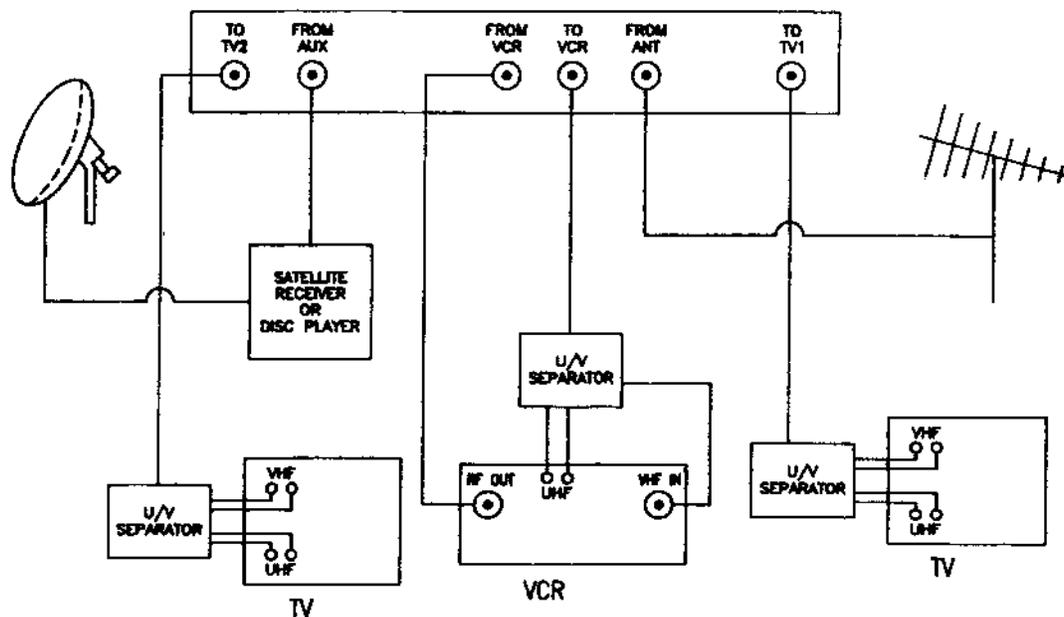 TO
TV2
FROM
AUX
FROM
VCR
TO
VCR
FROM
ANT
TO
TV1
SATELLITE
RECEIVER
OR
DISC PLAYER
U/V
SEPARATOR
VHF
UHF
U/V
SEPARATOR
TV
RF OUT
UHF
VHF IN
VCR
U/V
SEPARATOR
VHF
UHF
TV